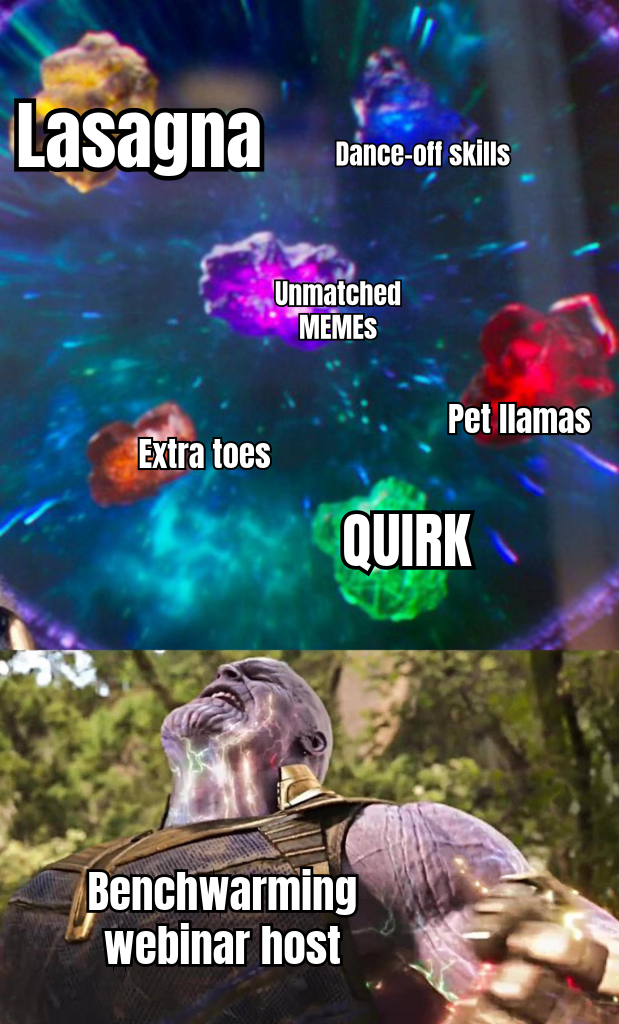 Lasagna
Dance-off skills
Unmatched
MEMEs
Pet llamas
Extra toes
QUIRK
Benchwarming
webinar host